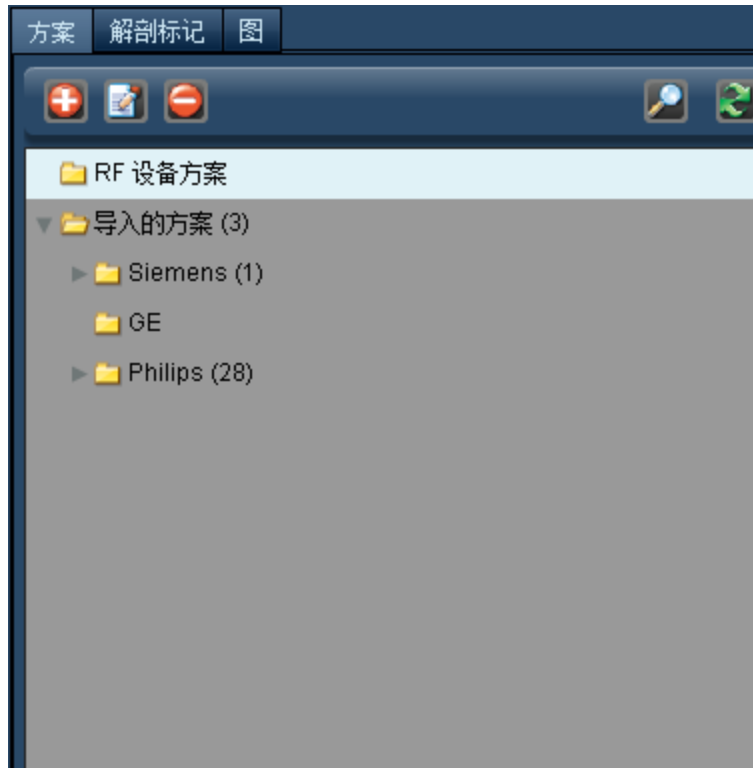 方案 解剖标记 图
RF 设备方案
导入的方案 (3)
Siemens (1)
GE
Philips (28)